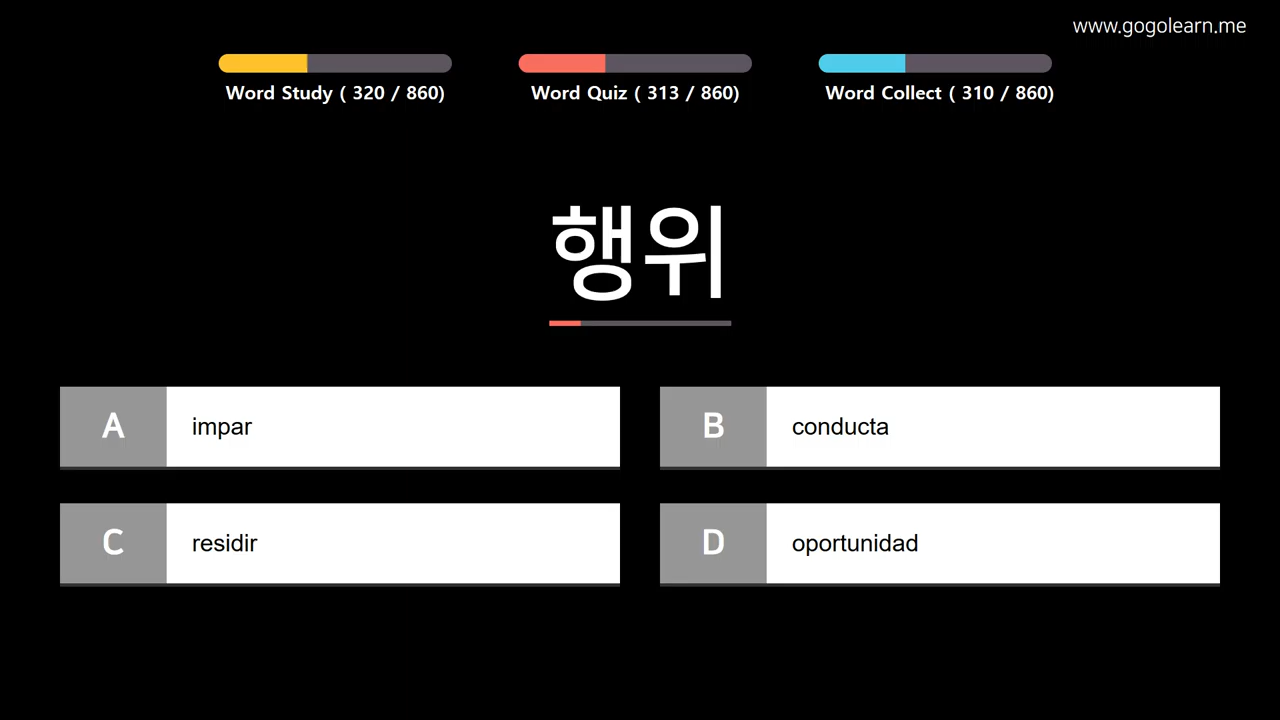 www.gogolearn.me
Word Study ( 320 / 860)
Word Quiz ( 313 / 860)
Word Collect ( 310 / 860)
행위
A impar
B conducta
C residir
D oportunidad